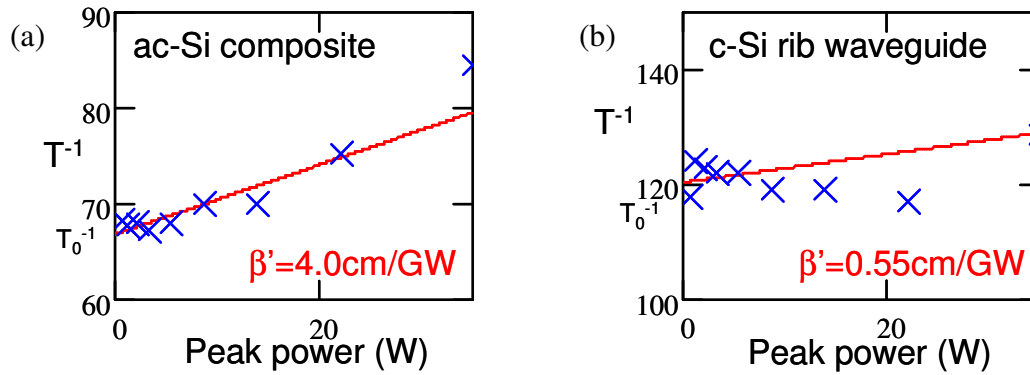 (a)
ac-Si composite
90
80
70
60
T⁻¹
T₀⁻¹
β’=4.0cm/GW
0
20
Peak power (W)
(b)
c-Si rib waveguide
140
120
100
T⁻¹
T₀⁻¹
β’=0.55cm/GW
0
20
Peak power (W)